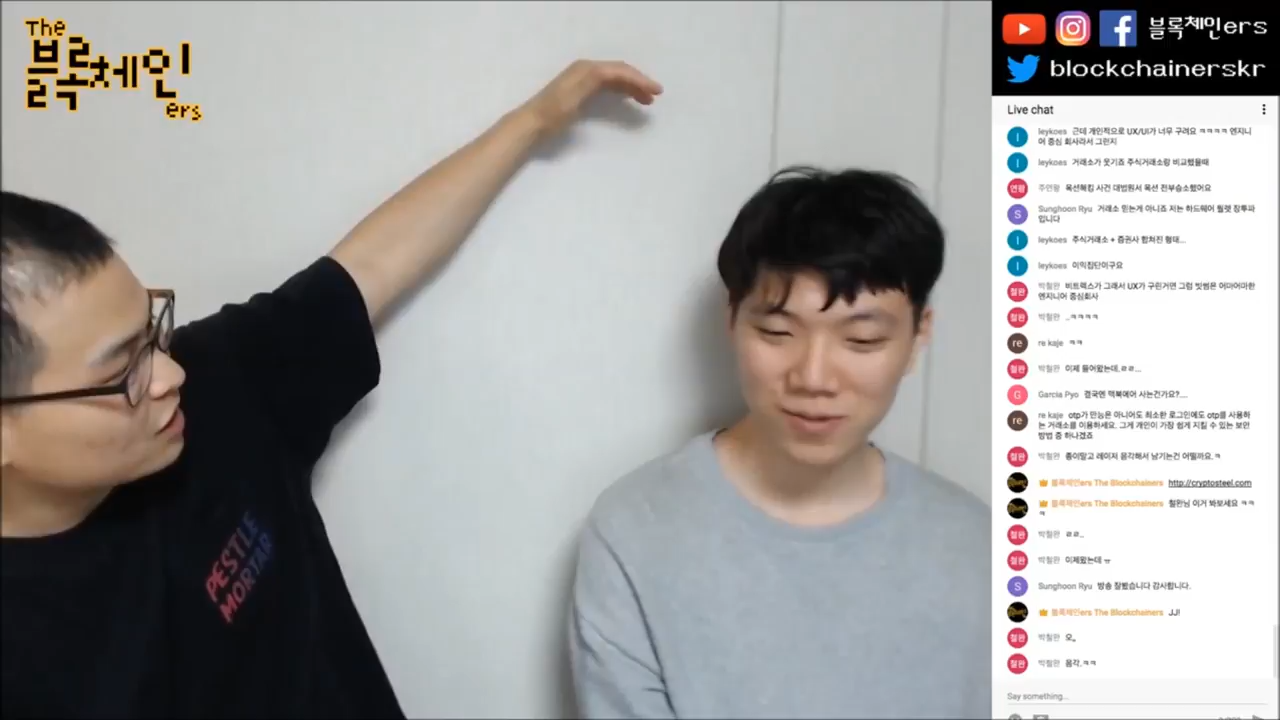 The
블록체인
ers
블록체인ers
blockchainerskr
PESTLE
MORTAR
Live chat
leykoes 근데 개인적으로 UX/UI가 너무 구려요 ㅋㅋㅋㅋ 엔지니
어 중심 회사라서 그런지
leykoes 거래소가 웃기죠 주식거래소랑 비교했을때
주연왕 옥션해킹 사건 대법원서 옥션 전부승소했어요
Sunghoon Ryu 거래소 믿는게 아니죠 저는 하드웨어 월렛 장투파
입니다
leykoes 주식거래소 + 증권사 합쳐진 형태...
leykoes 이익집단이구요
박철완 비트렉스가 그래서 UX가 구린거면 그럼 빗썸은 어마어마한
엔지니어 중심회사
박철완 ..ㅋㅋㅋㅋ
re kaje ㅋㅋ
박철완 이제 들어왔는데.ㄹㄹ...
Garcia Pyo 결국엔 맥북에어 사는건가요?....
re kaje otp가 만능은 아니어도 최소한 로그인에도 otp를 사용하
는 거래소를 이용하세요. 그게 개인이 가장 쉽게 지킬 수 있는 보안
방법 중 하나겠죠
박철완 종이말고 레이저 음각해서 남기는건 어떨까요.ㅋ
블록체인ers The Blockchainers http://cryptosteel.com
블록체인ers The Blockchainers 철완님 이거 봐보세요 ㅋㅋ
ㅋ
박철완 ㄹㄹ..
박철완 이제왔는데 ㅠ
Sunghoon Ryu 방송 잘봤습니다 감사합니다.
블록체인ers The Blockchainers JJ!
박철완 오,,
박철완 음각.ㅋㅋ
Say something...